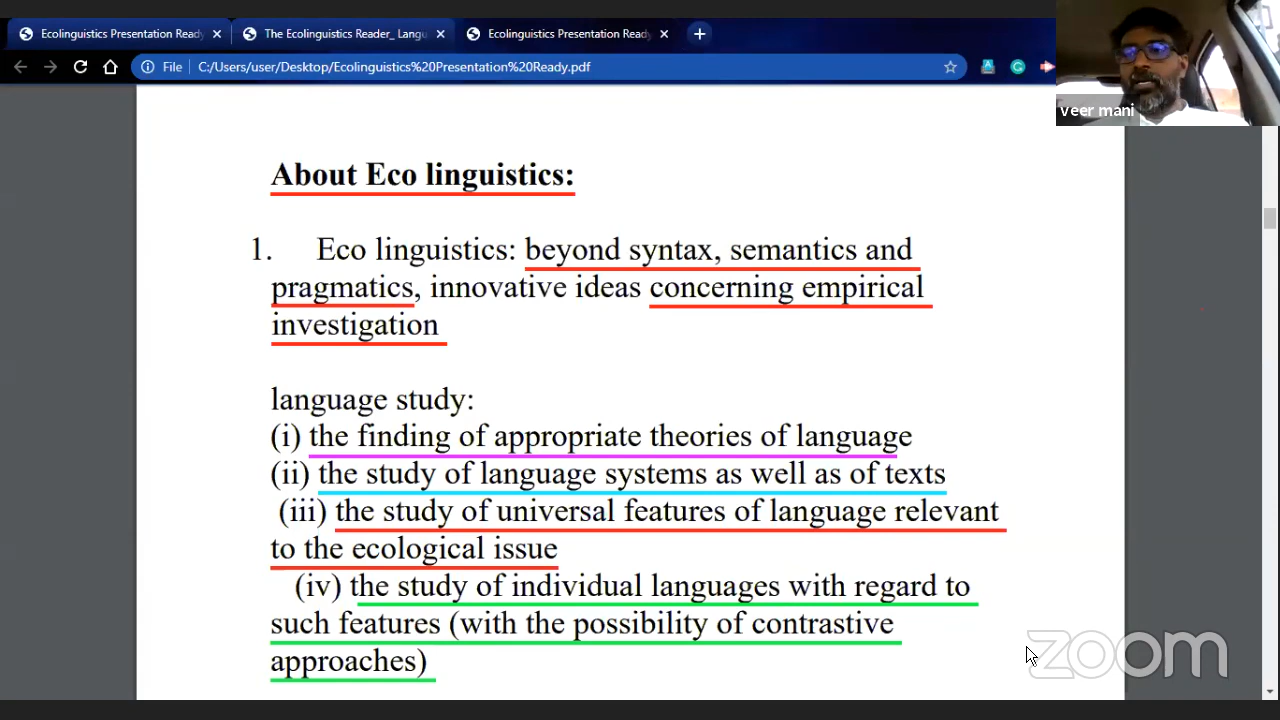 Ecolinguistics Presentation Ready
The Ecolinguistics Reader_ Langu
Ecolinguistics Presentation Ready
File
C:/Users/user/Desktop/Ecolinguistics%20Presentation%20Ready.pdf
Veer mani
About Eco linguistics:
1. Eco linguistics: beyond syntax, semantics and
pragmatics, innovative ideas concerning empirical
investigation
language study:
(i) the finding of appropriate theories of language
(ii) the study of language systems as well as of texts
(iii) the study of universal features of language relevant
to the ecological issue
(iv) the study of individual languages with regard to
such features (with the possibility of contrastive
approaches)
zoom